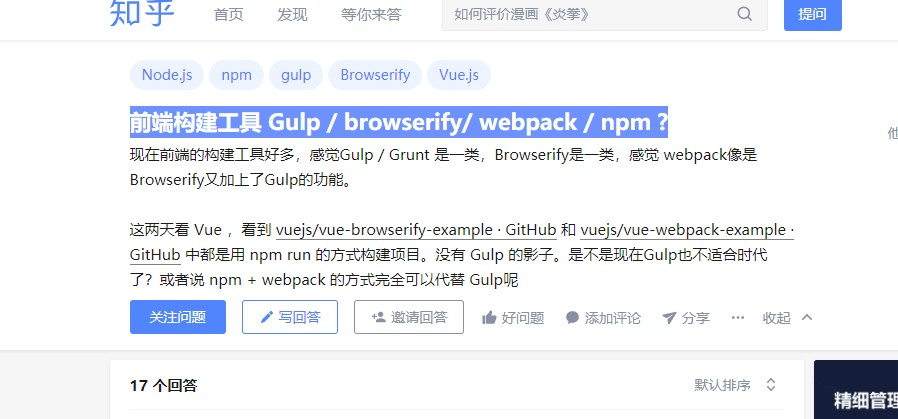 知乎 首页 发现 等你来答 如何评价漫画《炎拳》 提问
Node.js npm gulp Browserify Vue.js
前端构建工具 Gulp / browserify/ webpack / npm ?
他
现在前端的构建工具好多，感觉Gulp / Grunt 是一类，Browserify是一类，感觉 webpack像是
Browserify又加上了Gulp的功能。
这两天看 Vue ，看到 vuejs/vue-browserify-example · GitHub 和 vuejs/vue-webpack-example ·
GitHub 中都是用 npm run 的方式构建项目。没有 Gulp 的影子。是不是现在Gulp也不适合时代
了？或者说 npm + webpack 的方式完全可以代替 Gulp呢
关注问题 写回答 邀请回答 好问题 添加评论 分享 ··· 收起
17 个回答 默认排序
精细管理